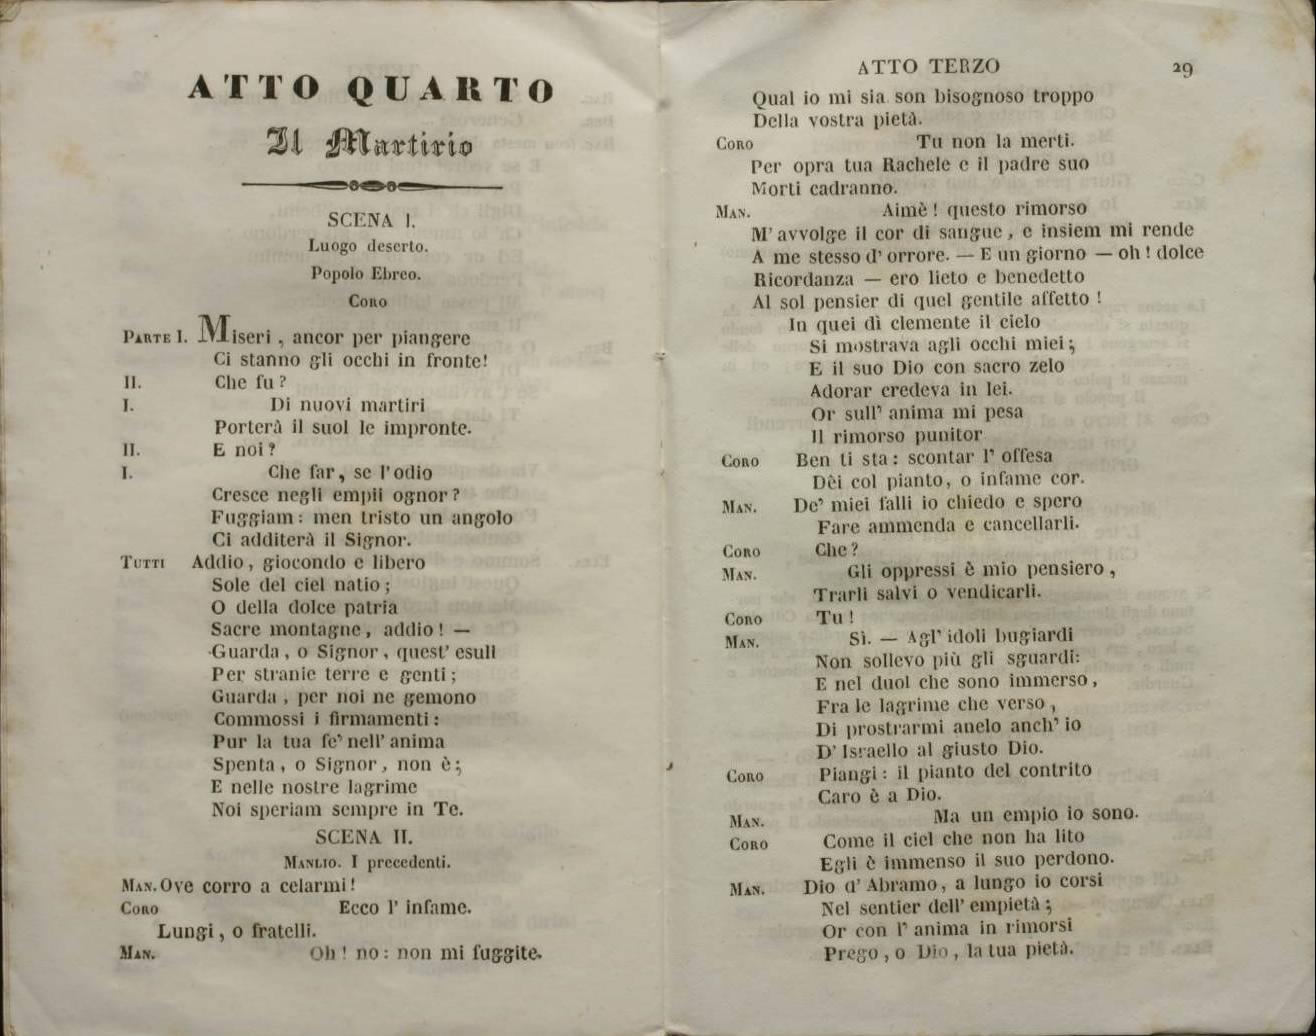 ATTO QUARTO
Il Martirio
SCENA I.
Luogo deserto.
Popolo Ebreo.
CORO
PARTE I. Miseri, ancor per piangere
Ci stanno gli occhi in fronte!
II. Che fu?
I. Di nuovi martiri
Porterà il suol le impronte.
II. E noi?
I. Che far, se l'odio
Cresce negli empii ognor?
Fuggiam: men tristo un angolo
Ci additerà il Signor.
TUTTI Addio, giocondo e libero
Sole del ciel natio;
O della dolce patria
Sacre montagne, addio! —
Guarda, o Signor, quest' esuli
Per stranie terre e genti;
Guarda, per noi ne gemono
Commossi i firmamenti:
Pur la tua fe' nell' anima
Spenta, o Signor, non è;
E nelle nostre lagrime
Noi speriam sempre in Te.
SCENA II.
MANLIO. I precedenti.
MAN. Ove corro a celarmi!
CORO Ecco l' infame.
Lungi, o fratelli.
MAN. Oh! no: non mi fuggite.
ATTO TERZO 29
Qual io mi sia son bisognoso troppo
Della vostra pietà.
CORO Tu non la merti.
Per opra tua Rachele e il padre suo
Morti cadranno.
MAN. Aimè! questo rimorso
M' avvolge il cor di sangue, e insiem mi rende
A me stesso d' orrore. — E un giorno — oh! dolce
Ricordanza — ero lieto e benedetto
Al sol pensier di quel gentile affetto!
In quei dì clemente il cielo
Si mostrava agli occhi miei;
E il suo Dio con sacro zelo
Adorar credeva in lei.
Or sull' anima mi pesa
Il rimorso punitor
CORO Ben ti sta: scontar l' offesa
Dèi col pianto, o infame cor.
MAN. De' miei falli io chiedo e spero
Fare ammenda e cancellarli.
CORO Che?
MAN. Gli oppressi è mio pensiero,
Trarli salvi o vendicarli.
CORO Tu!
MAN. Sì. — Agl' idoli bugiardi
Non sollevo più gli sguardi:
E nel duol che sono immerso,
Fra le lagrime che verso,
Di prostrarmi anelo anch' io
D' Israello al giusto Dio.
CORO Piangi: il pianto del contrito
Caro è a Dio.
MAN. Ma un empio io sono.
CORO Come il ciel che non ha lito
Egli è immenso il suo perdono.
MAN. Dio d' Abramo, a lungo io corsi
Nel sentier dell' empietà;
Or con l' anima in rimorsi
Prego, o Dio, la tua pietà.